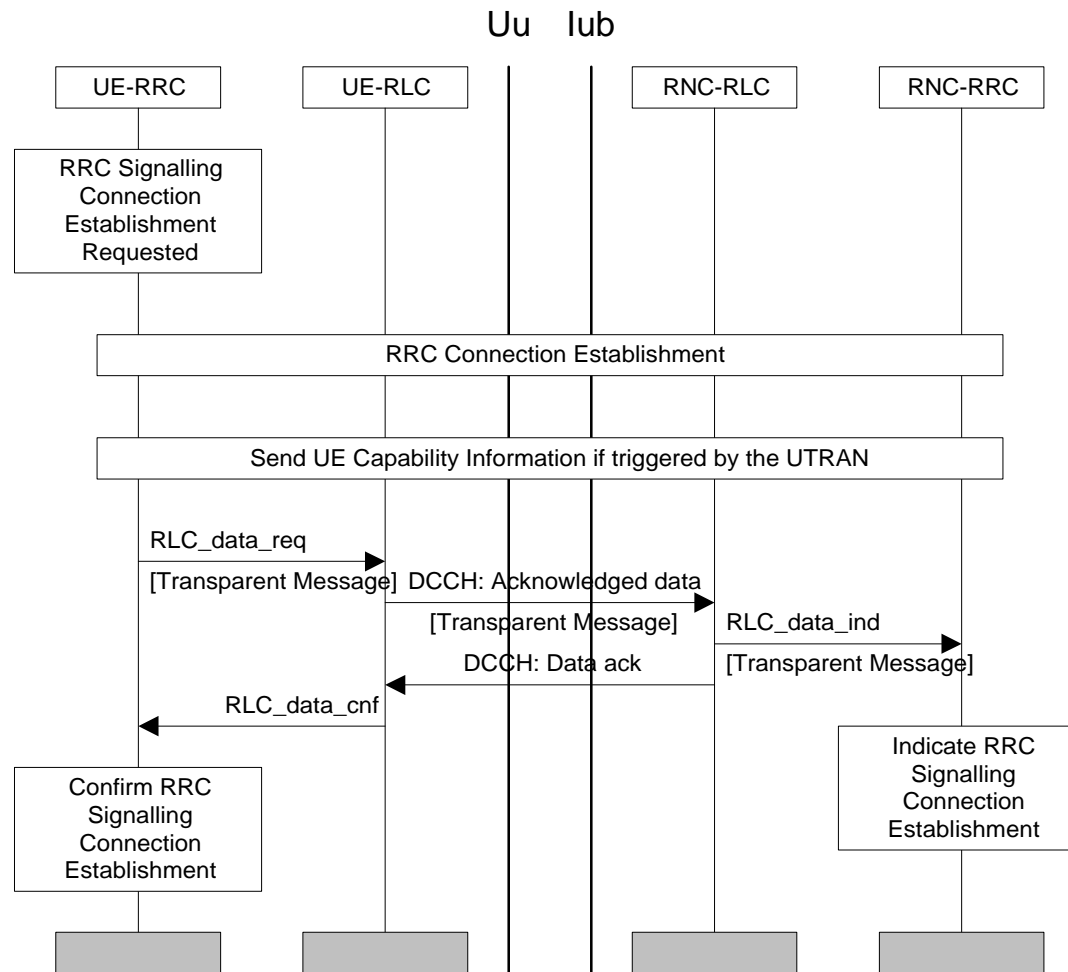 Uu Iub
UE-RRC UE-RLC RNC-RLC RNC-RRC
RRC Signalling
Connection
Establishment
Requested
RRC Connection Establishment
Send UE Capability Information if triggered by the UTRAN
RLC_data_req
[Transparent Message]
DCCH: Acknowledged data
[Transparent Message]
RLC_data_ind
[Transparent Message]
DCCH: Data ack
RLC_data_cnf
Indicate RRC
Signalling
Connection
Establishment
Confirm RRC
Signalling
Connection
Establishment